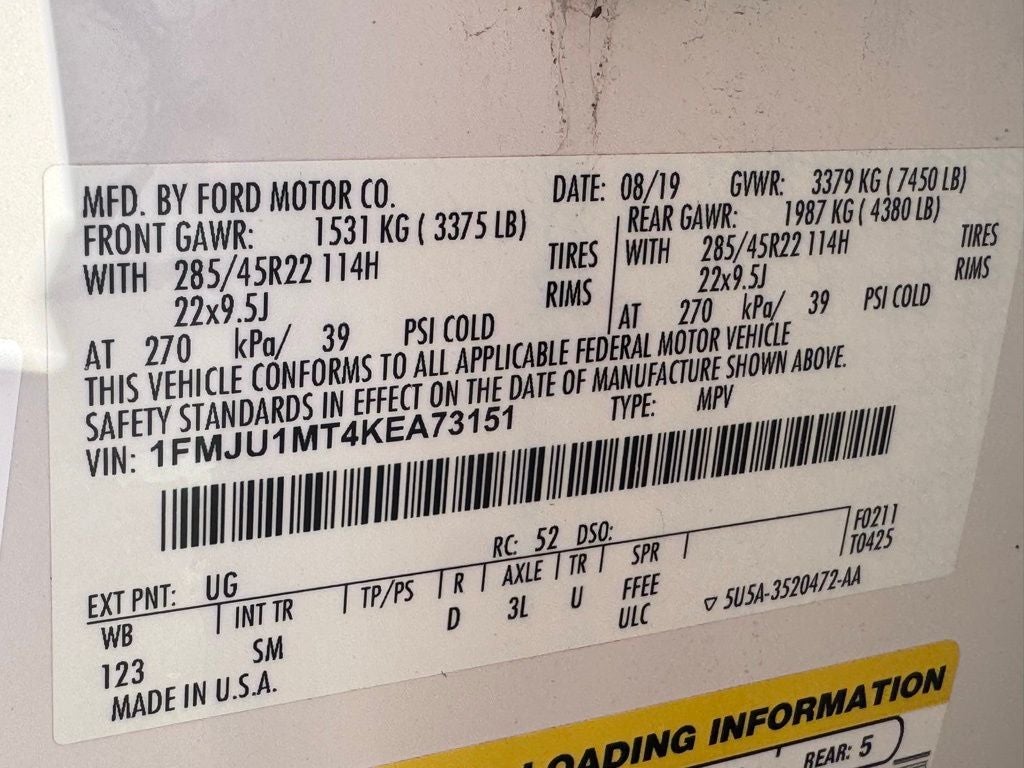 MFD. BY FORD MOTOR CO. DATE: 08/19 GVWR: 3379 KG ( 7450 LB)
FRONT GAWR: 1531 KG ( 3375 LB) REAR GAWR: 1987 KG ( 4380 LB)
WITH 285/45R22 114H TIRES WITH 285/45R22 114H TIRES
22x9.5J RIMS 22x9.5J RIMS
AT 270 kPa/ 39 PSI COLD AT 270 kPa/ 39 PSI COLD
THIS VEHICLE CONFORMS TO ALL APPLICABLE FEDERAL MOTOR VEHICLE
SAFETY STANDARDS IN EFFECT ON THE DATE OF MANUFACTURE SHOWN ABOVE.
VIN: 1FMJU1MT4KEA73151 TYPE: MPV
F0211
RC: 52 DSO: T0425
EXT PNT: UG
WB INT TR TP/PS R AXLE TR SPR
123 SM D 3L U FFEE
ULC ▽ 5U5A-3520472-AA
MADE IN U.S.A.
LOADING INFORMATION
REAR: 5